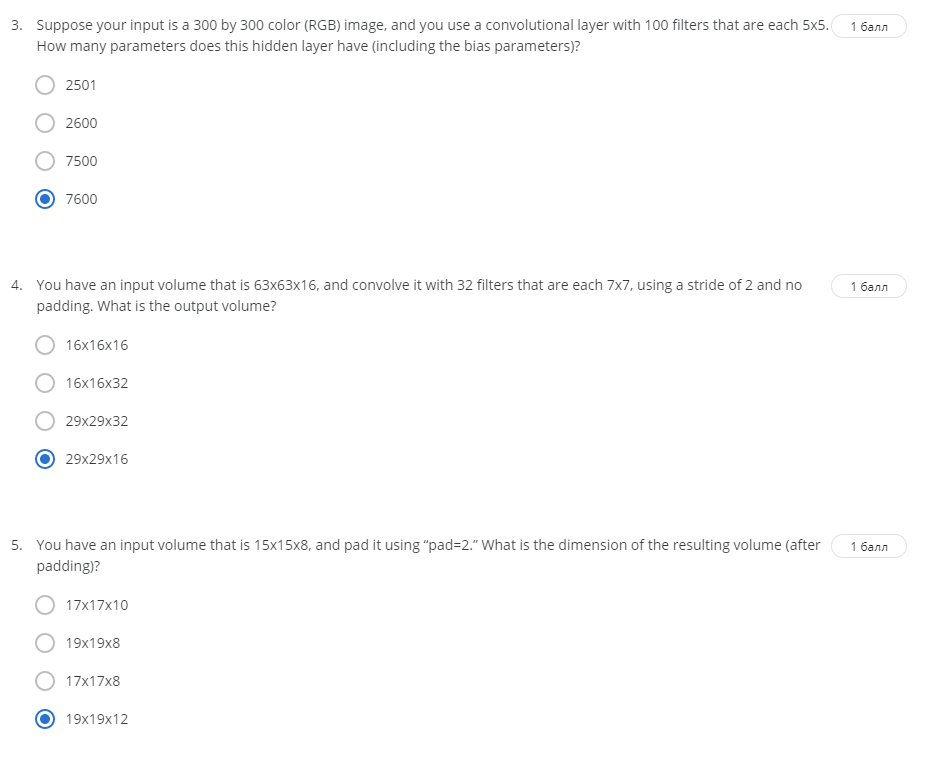 3. Suppose your input is a 300 by 300 color (RGB) image, and you use a convolutional layer with 100 filters that are each 5x5. 1 балл
How many parameters does this hidden layer have (including the bias parameters)?
2501
2600
7500
7600
4. You have an input volume that is 63x63x16, and convolve it with 32 filters that are each 7x7, using a stride of 2 and no 1 балл
padding. What is the output volume?
16x16x16
16x16x32
29x29x32
29x29x16
5. You have an input volume that is 15x15x8, and pad it using “pad=2.” What is the dimension of the resulting volume (after 1 балл
padding)?
17x17x10
19x19x8
17x17x8
19x19x12